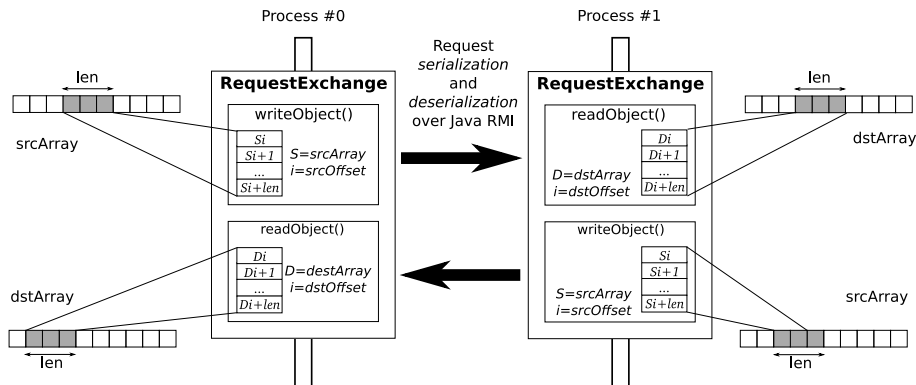 Process #0
Process #1
Request
serialization
and
deserialization
over Java RMI
len
srcArray
RequestExchange
writeObject()
Si
Si+1
...
Si+len
S=srcArray
i=srcOffset
readObject()
Di
Di+1
...
Di+len
D=destArray
i=dstOffset
dstArray
len
RequestExchange
readObject()
Di
Di+1
...
Di+len
D=dstArray
i=dstOffset
len
dstArray
writeObject()
Si
Si+1
...
Si+len
S=srcArray
i=srcOffset
srcArray
len